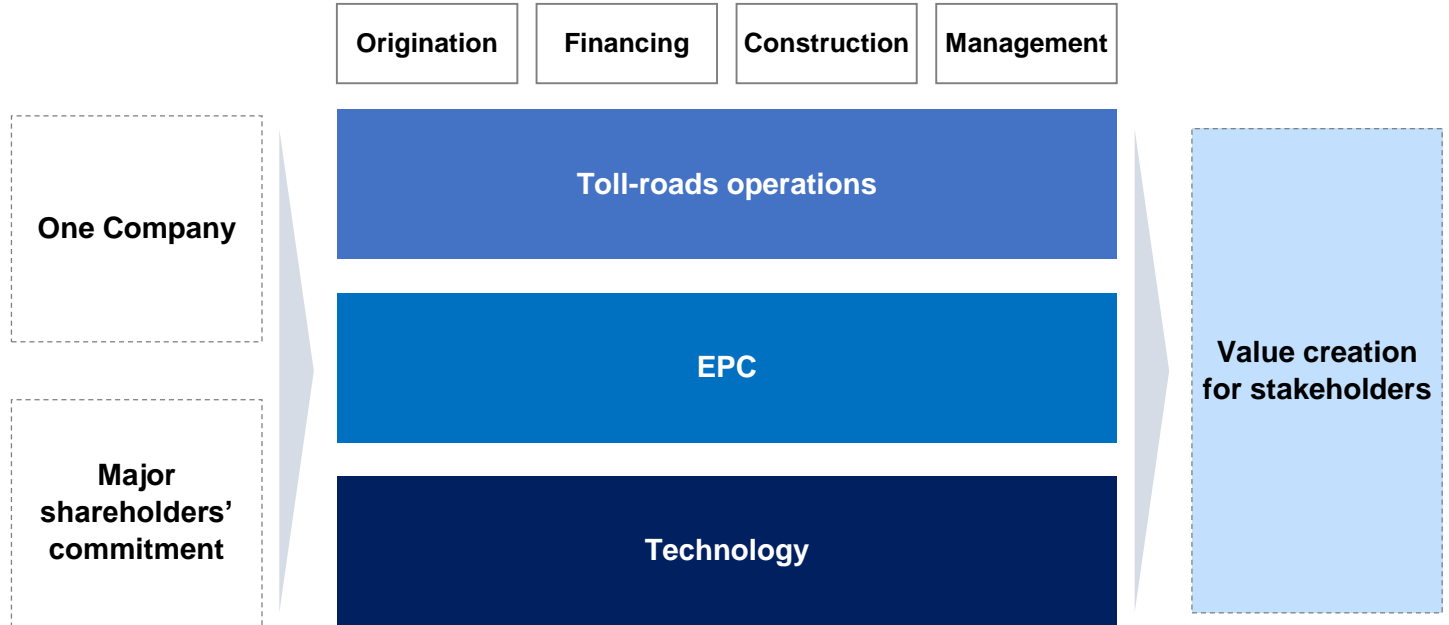 Origination
Financing
Construction
Management
One Company
Major
shareholders’
commitment
Toll-roads operations
EPC
Technology
Value creation
for stakeholders